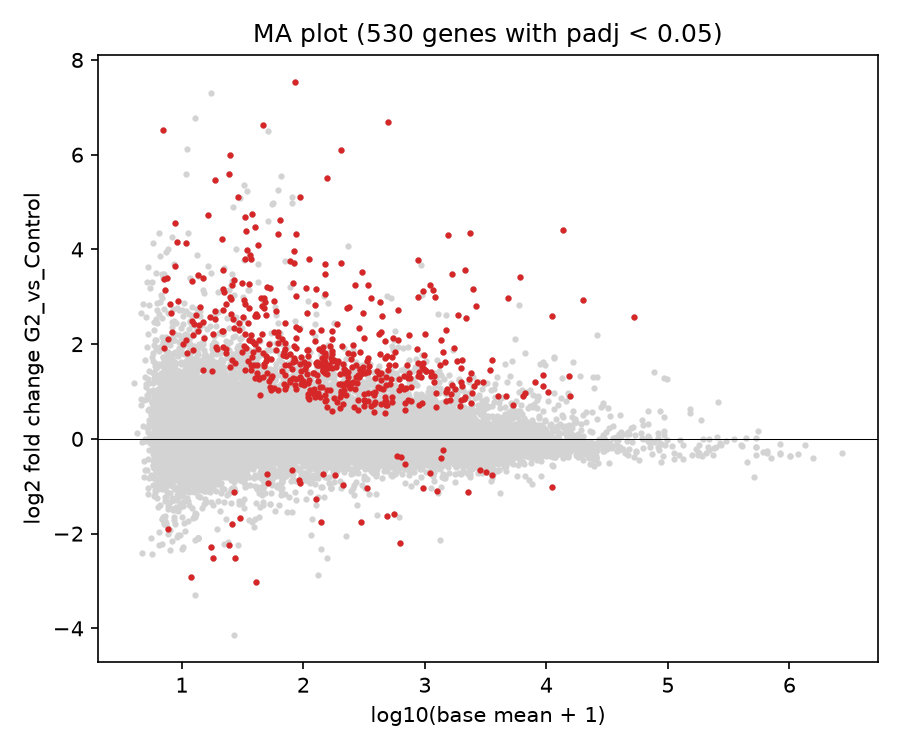 MA plot (530 genes with padj < 0.05)
log2 fold change G2_vs_Control
8
6
4
2
0
−2
−4
1 2 3 4 5 6
log10(base mean + 1)